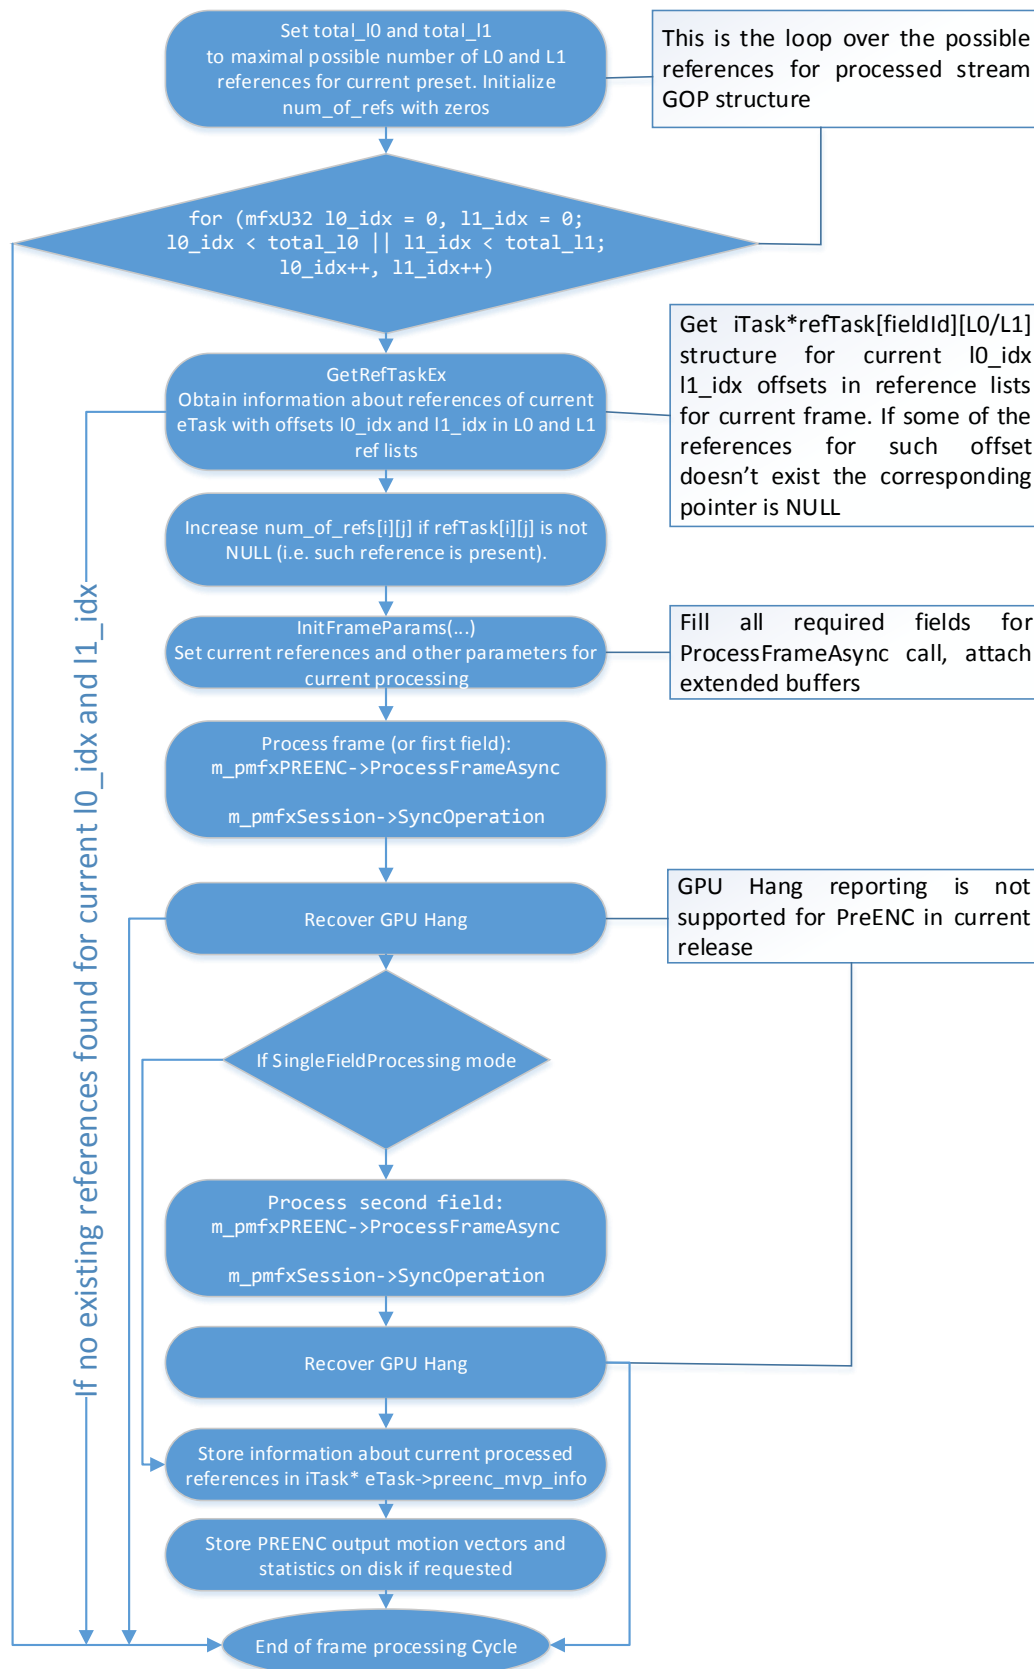 Set total_l0 and total_l1
to maximal possible number of L0 and L1
references for current preset. Initialize
num_of_refs with zeros
This is the loop over the possible
references for processed stream
GOP structure
for (mfxU32 l0_idx = 0, l1_idx = 0;
l0_idx < total_l0 || l1_idx < total_l1;
l0_idx++, l1_idx++)
Get iTask*refTask[fieldId][L0/L1]
structure for current l0_idx
l1_idx offsets in reference lists
for current frame. If some of the
references for such offset
doesn’t exist the corresponding
pointer is NULL
GetRefTaskEx
Obtain information about references of current
eTask with offsets l0_idx and l1_idx in L0 and L1
ref lists
Increase num_of_refs[i][j] if refTask[i][j] is not
NULL (i.e. such reference is present).
InitFrameParams(...)
Set current references and other parameters for
current processing
Fill all required fields for
ProcessFrameAsync call, attach
extended buffers
If no existing references found for current l0_idx and l1_idx
Process frame (or first field):
m_pmfxPREENC->ProcessFrameAsync
m_pmfxSession->SyncOperation
Recover GPU Hang
GPU Hang reporting is not
supported for PreENC in current
release
If SingleFieldProcessing mode
Process second field:
m_pmfxPREENC->ProcessFrameAsync
m_pmfxSession->SyncOperation
Recover GPU Hang
Store information about current processed
references in iTask* eTask->preenc_mvp_info
Store PREENC output motion vectors and
statistics on disk if requested
End of frame processing Cycle